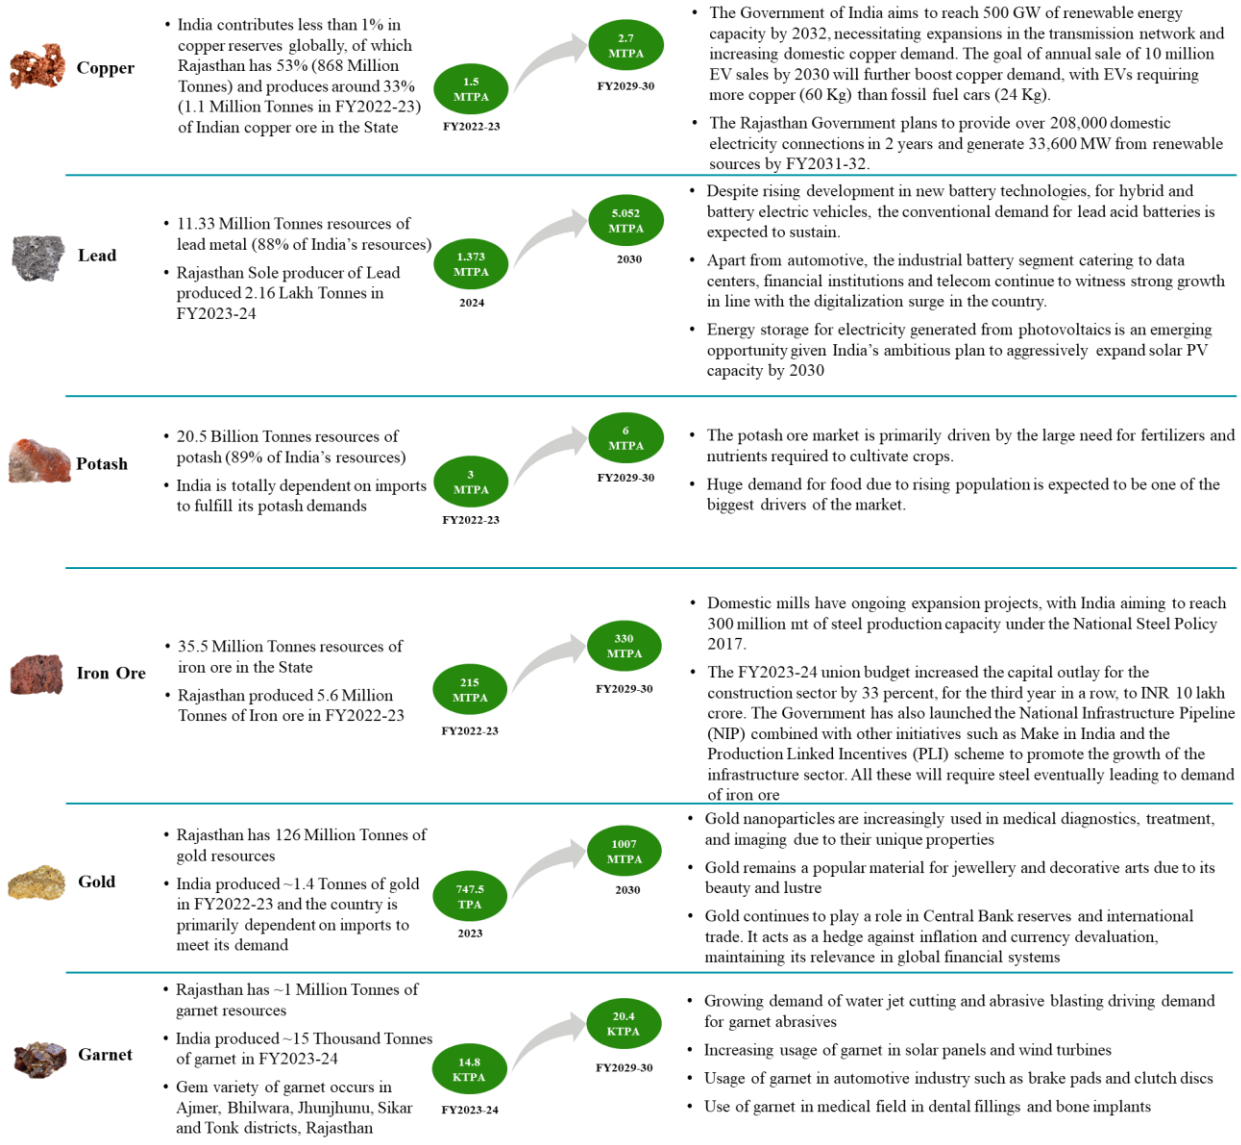 Copper
• India contributes less than 1% in
copper reserves globally, of which
Rajasthan has 53% (868 Million
Tonnes) and produces around 33%
(1.1 Million Tonnes in FY2022-23)
of Indian copper ore in the State
1.5
MTPA
FY2022-23
2.7
MTPA
FY2029-30
• The Government of India aims to reach 500 GW of renewable energy
capacity by 2032, necessitating expansions in the transmission network and
increasing domestic copper demand. The goal of annual sale of 10 million
EV sales by 2030 will further boost copper demand, with EVs requiring
more copper (60 Kg) than fossil fuel cars (24 Kg).
• The Rajasthan Government plans to provide over 208,000 domestic
electricity connections in 2 years and generate 33,600 MW from renewable
sources by FY2031-32.
Lead
• 11.33 Million Tonnes resources of
lead metal (88% of India's resources)
• Rajasthan Sole producer of Lead
produced 2.16 Lakh Tonnes in
FY2023-24
1.373
MTPA
2024
5.052
MTPA
2030
• Despite rising development in new battery technologies, for hybrid and
battery electric vehicles, the conventional demand for lead acid batteries is
expected to sustain.
• Apart from automotive, the industrial battery segment catering to data
centers, financial institutions and telecom continue to witness strong growth
in line with the digitalization surge in the country.
• Energy storage for electricity generated from photovoltaics is an emerging
opportunity given India's ambitious plan to aggressively expand solar PV
capacity by 2030
Potash
• 20.5 Billion Tonnes resources of
potash (89% of India's resources)
• India is totally dependent on imports
to fulfill its potash demands
3
MTPA
FY2022-23
6
MTPA
FY2029-30
• The potash ore market is primarily driven by the large need for fertilizers and
nutrients required to cultivate crops.
• Huge demand for food due to rising population is expected to be one of the
biggest drivers of the market.
Iron Ore
• 35.5 Million Tonnes resources of
iron ore in the State
• Rajasthan produced 5.6 Million
Tonnes of Iron ore in FY2022-23
215
MTPA
FY2022-23
330
MTPA
FY2029-30
• Domestic mills have ongoing expansion projects, with India aiming to reach
300 million mt of steel production capacity under the National Steel Policy
2017.
• The FY2023-24 union budget increased the capital outlay for the
construction sector by 33 percent, for the third year in a row, to INR 10 lakh
crore. The Government has also launched the National Infrastructure Pipeline
(NIP) combined with other initiatives such as Make in India and the
Production Linked Incentives (PLI) scheme to promote the growth of the
infrastructure sector. All these will require steel eventually leading to demand
of iron ore
Gold
• Rajasthan has 126 Million Tonnes of
gold resources
• India produced ~1.4 Tonnes of gold
in FY2022-23 and the country is
primarily dependent on imports to
meet its demand
747.5
TPA
2023
1007
MTPA
2030
• Gold nanoparticles are increasingly used in medical diagnostics, treatment,
and imaging due to their unique properties
• Gold remains a popular material for jewellery and decorative arts due to its
beauty and lustre
• Gold continues to play a role in Central Bank reserves and international
trade. It acts as a hedge against inflation and currency devaluation,
maintaining its relevance in global financial systems
Garnet
• Rajasthan has ~1 Million Tonnes of
garnet resources
• India produced ~15 Thousand Tonnes
of garnet in FY2023-24
• Gem variety of garnet occurs in
Ajmer, Bhilwara, Jhunjhunu, Sikar
and Tonk districts, Rajasthan
14.8
KTPA
FY2023-24
20.4
KTPA
FY2029-30
• Growing demand of water jet cutting and abrasive blasting driving demand
for garnet abrasives
• Increasing usage of garnet in solar panels and wind turbines
• Usage of garnet in automotive industry such as brake pads and clutch discs
• Use of garnet in medical field in dental fillings and bone implants